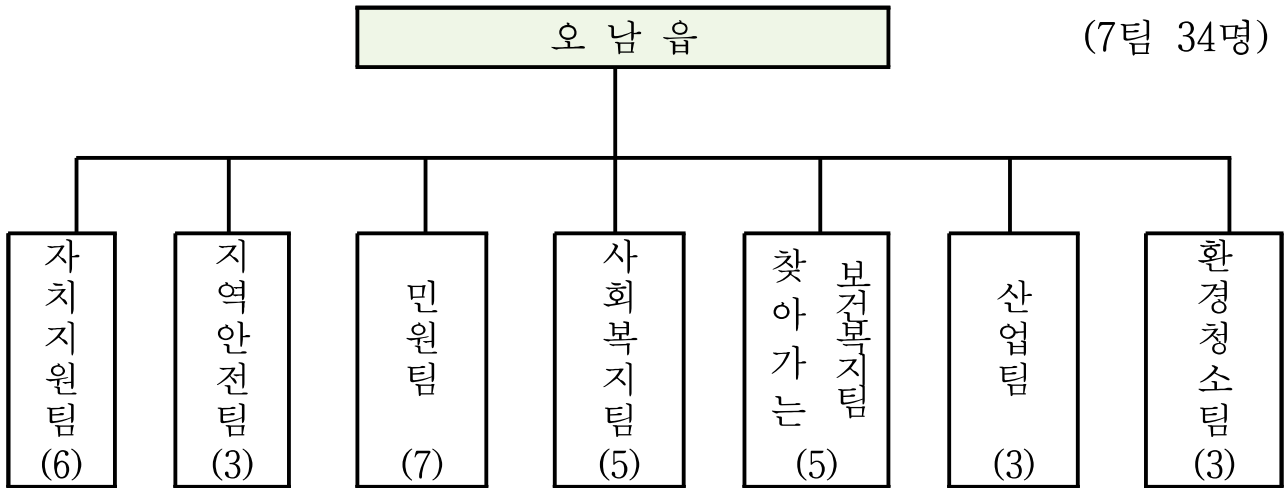 오 남 읍
(7팀 34명)
자치지원팀
(6)
지역안전팀
(3)
민원팀
(7)
사회복지팀
(5)
찾아가는
보건복지팀
(5)
산업팀
(3)
환경청소팀
(3)